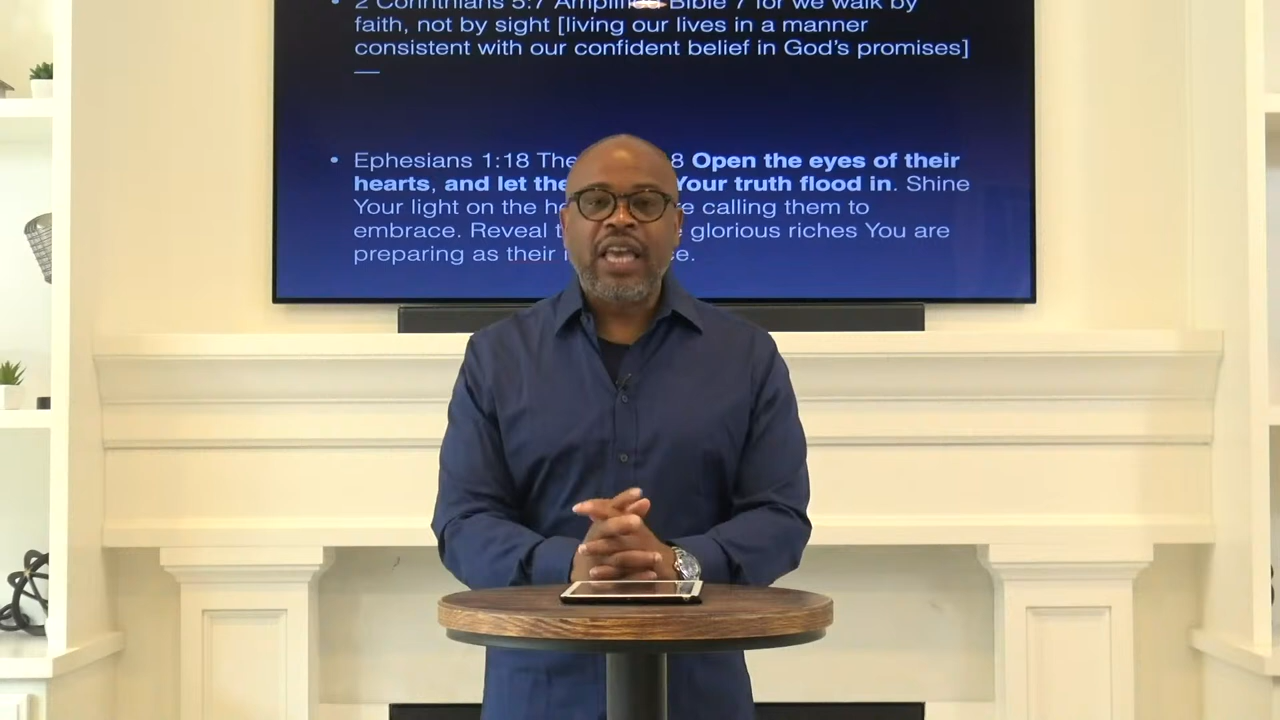 • 2 Corinthians 5:7 Amplified Bible 7 for we walk by
faith, not by sight [living our lives in a manner
consistent with our confident belief in God's promises]
—
• Ephesians 1:18 The 8 Open the eyes of their
hearts, and let the Your truth flood in. Shine
Your light on the calling them to
embrace. Reveal glorious riches You are
preparing as their